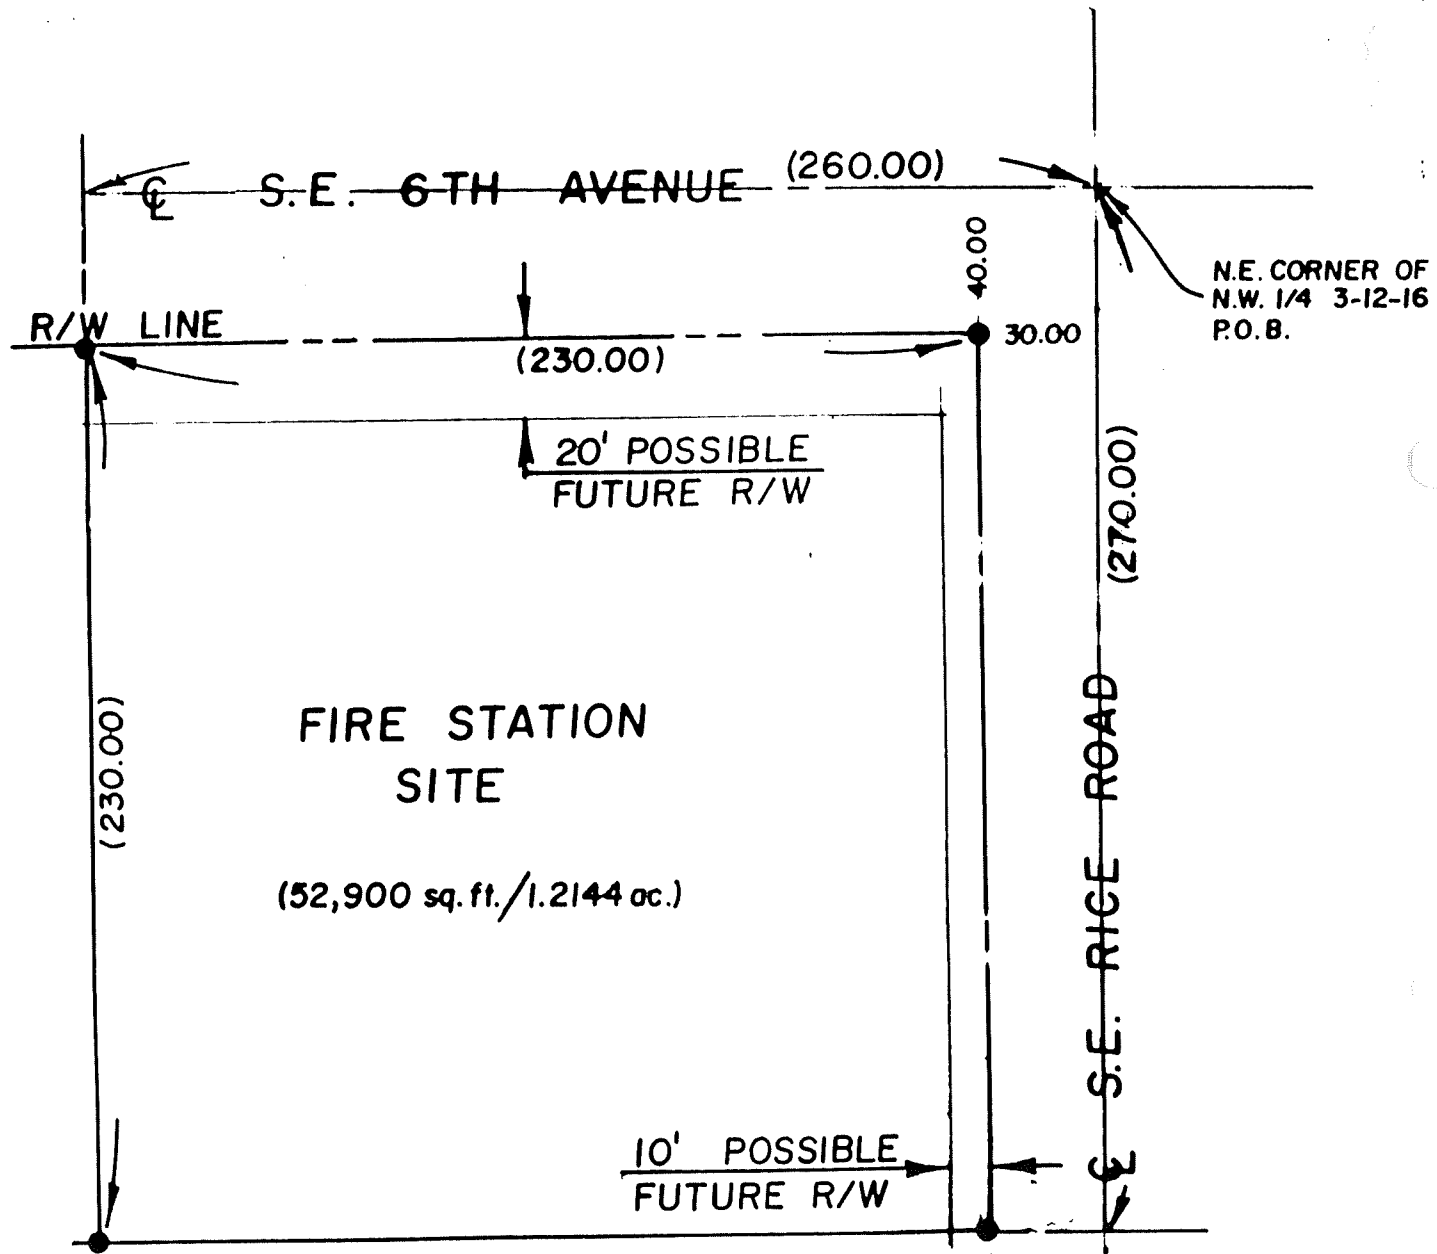 ℄ S.E. 6TH AVENUE (260.00)
40.00
N.E. CORNER OF
N.W. 1/4 3-12-16
P.O.B.
R/W LINE
30.00
(230.00)
20' POSSIBLE
FUTURE R/W
(270.00)
(230.00)
FIRE STATION
SITE
(52,900 sq. ft./1.2144 ac.)
℄ S.E. RICE ROAD
10' POSSIBLE
FUTURE R/W